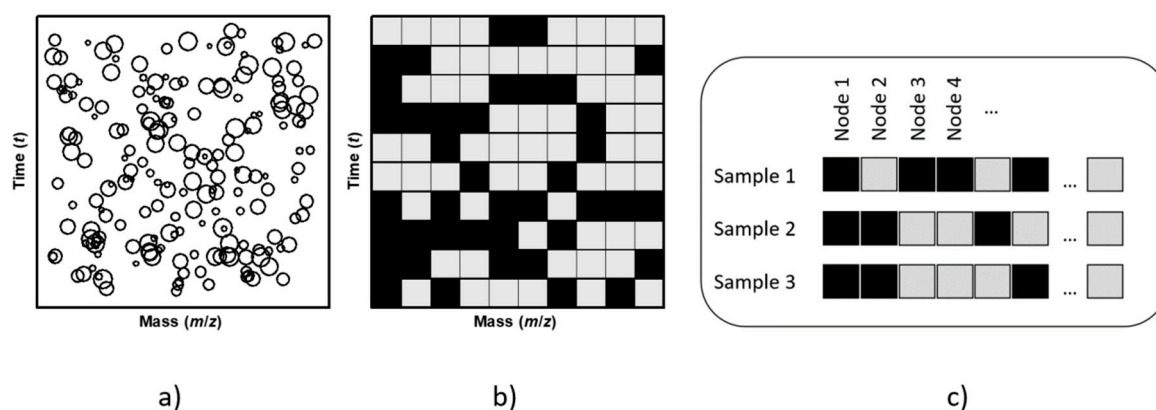 Time (t)
Mass (m/z)
a)
Time (t)
Mass (m/z)
b)
Node 1
Node 2
Node 3
Node 4
...
Sample 1
...
Sample 2
...
Sample 3
...
c)